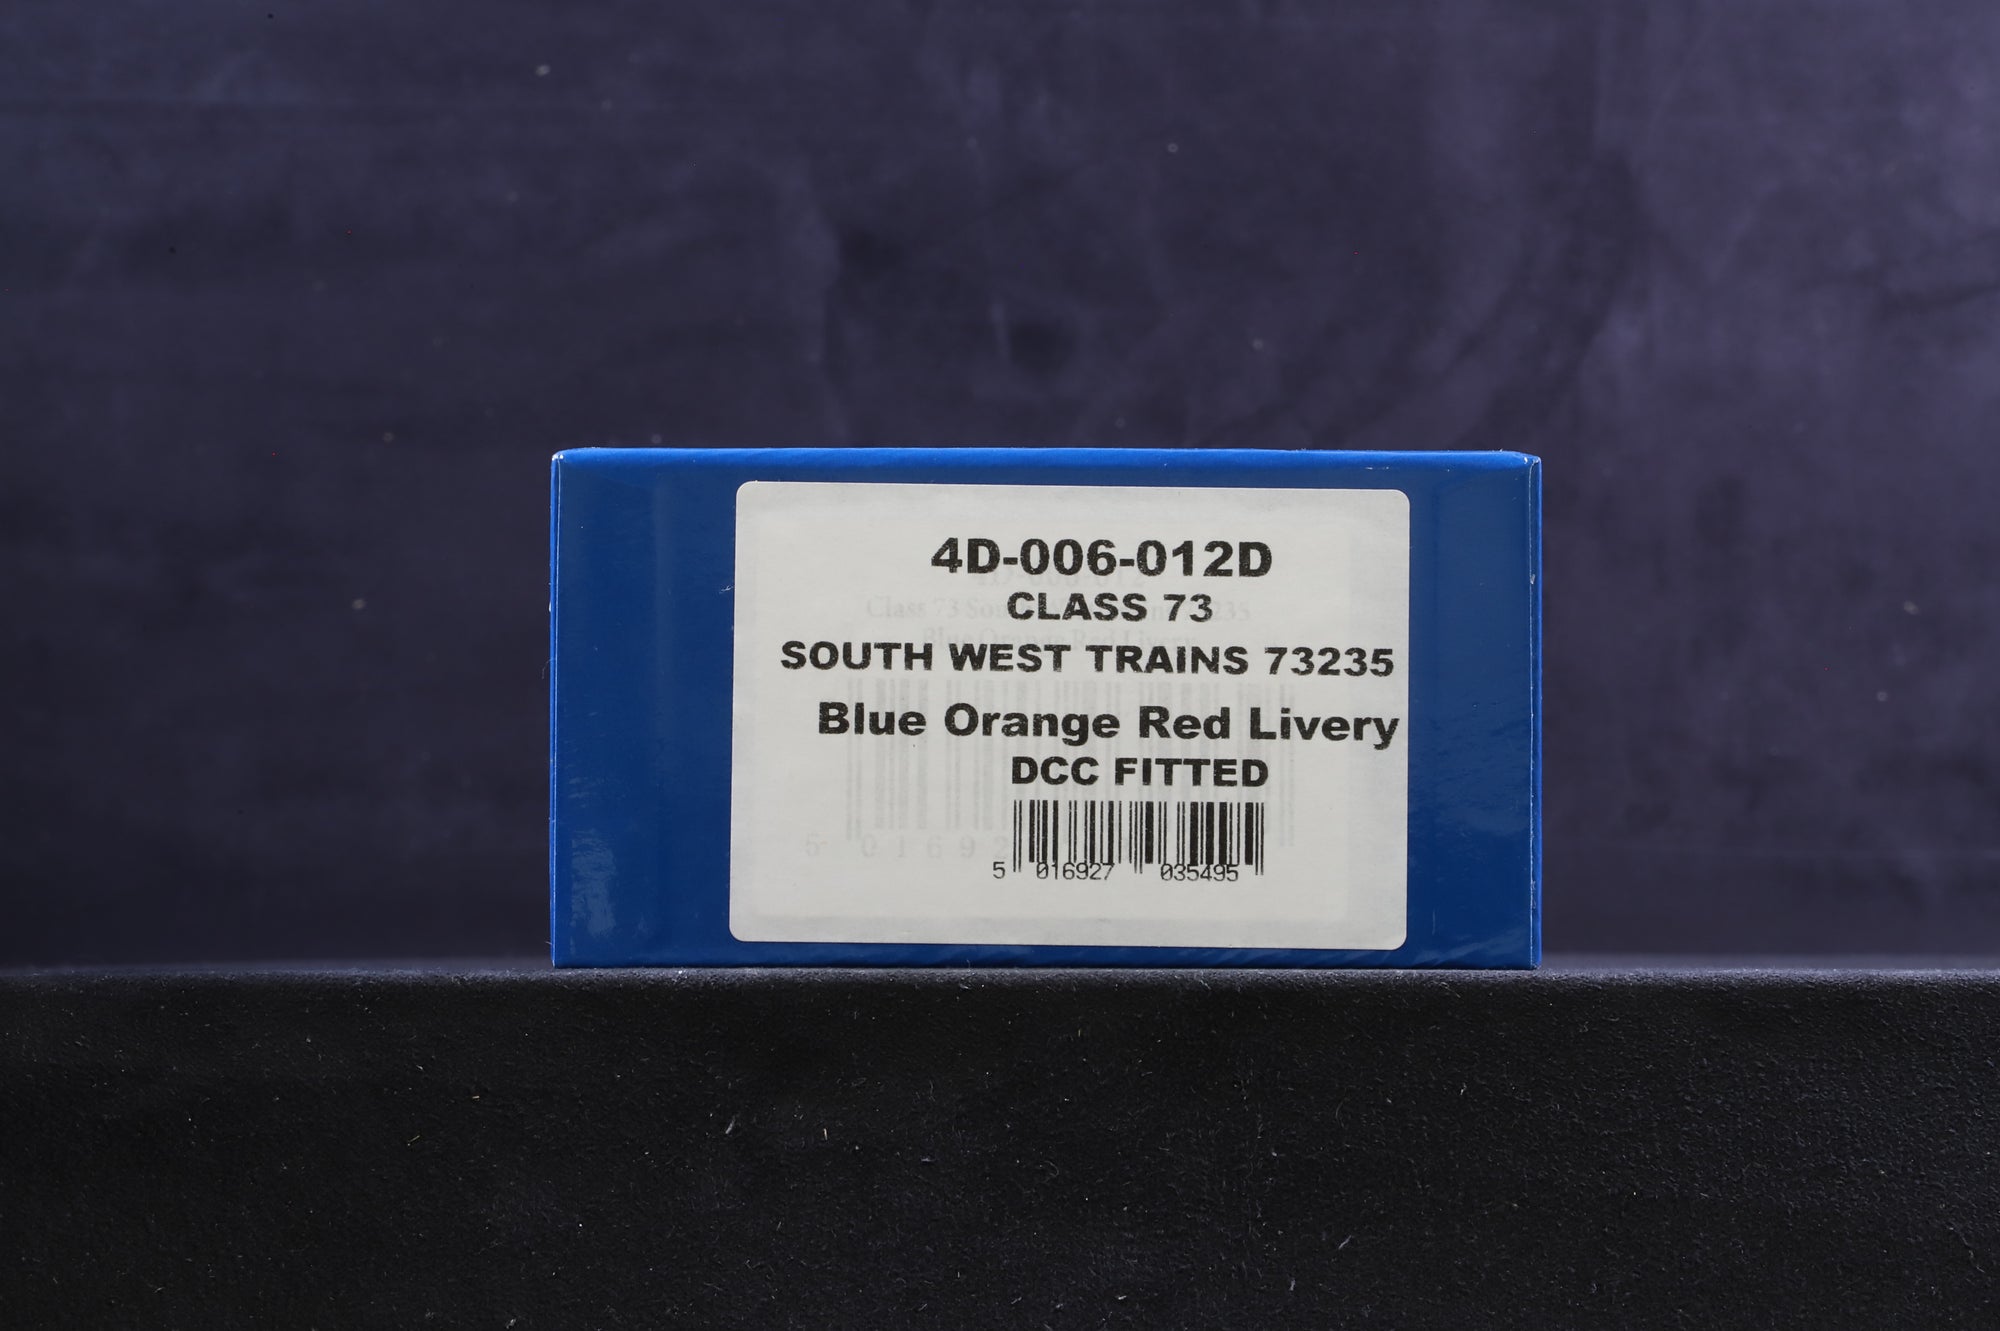 4D-006-012D
CLASS 73
SOUTH WEST TRAINS 73235
Blue Orange Red Livery
DCC FITTED
5 016927 035495